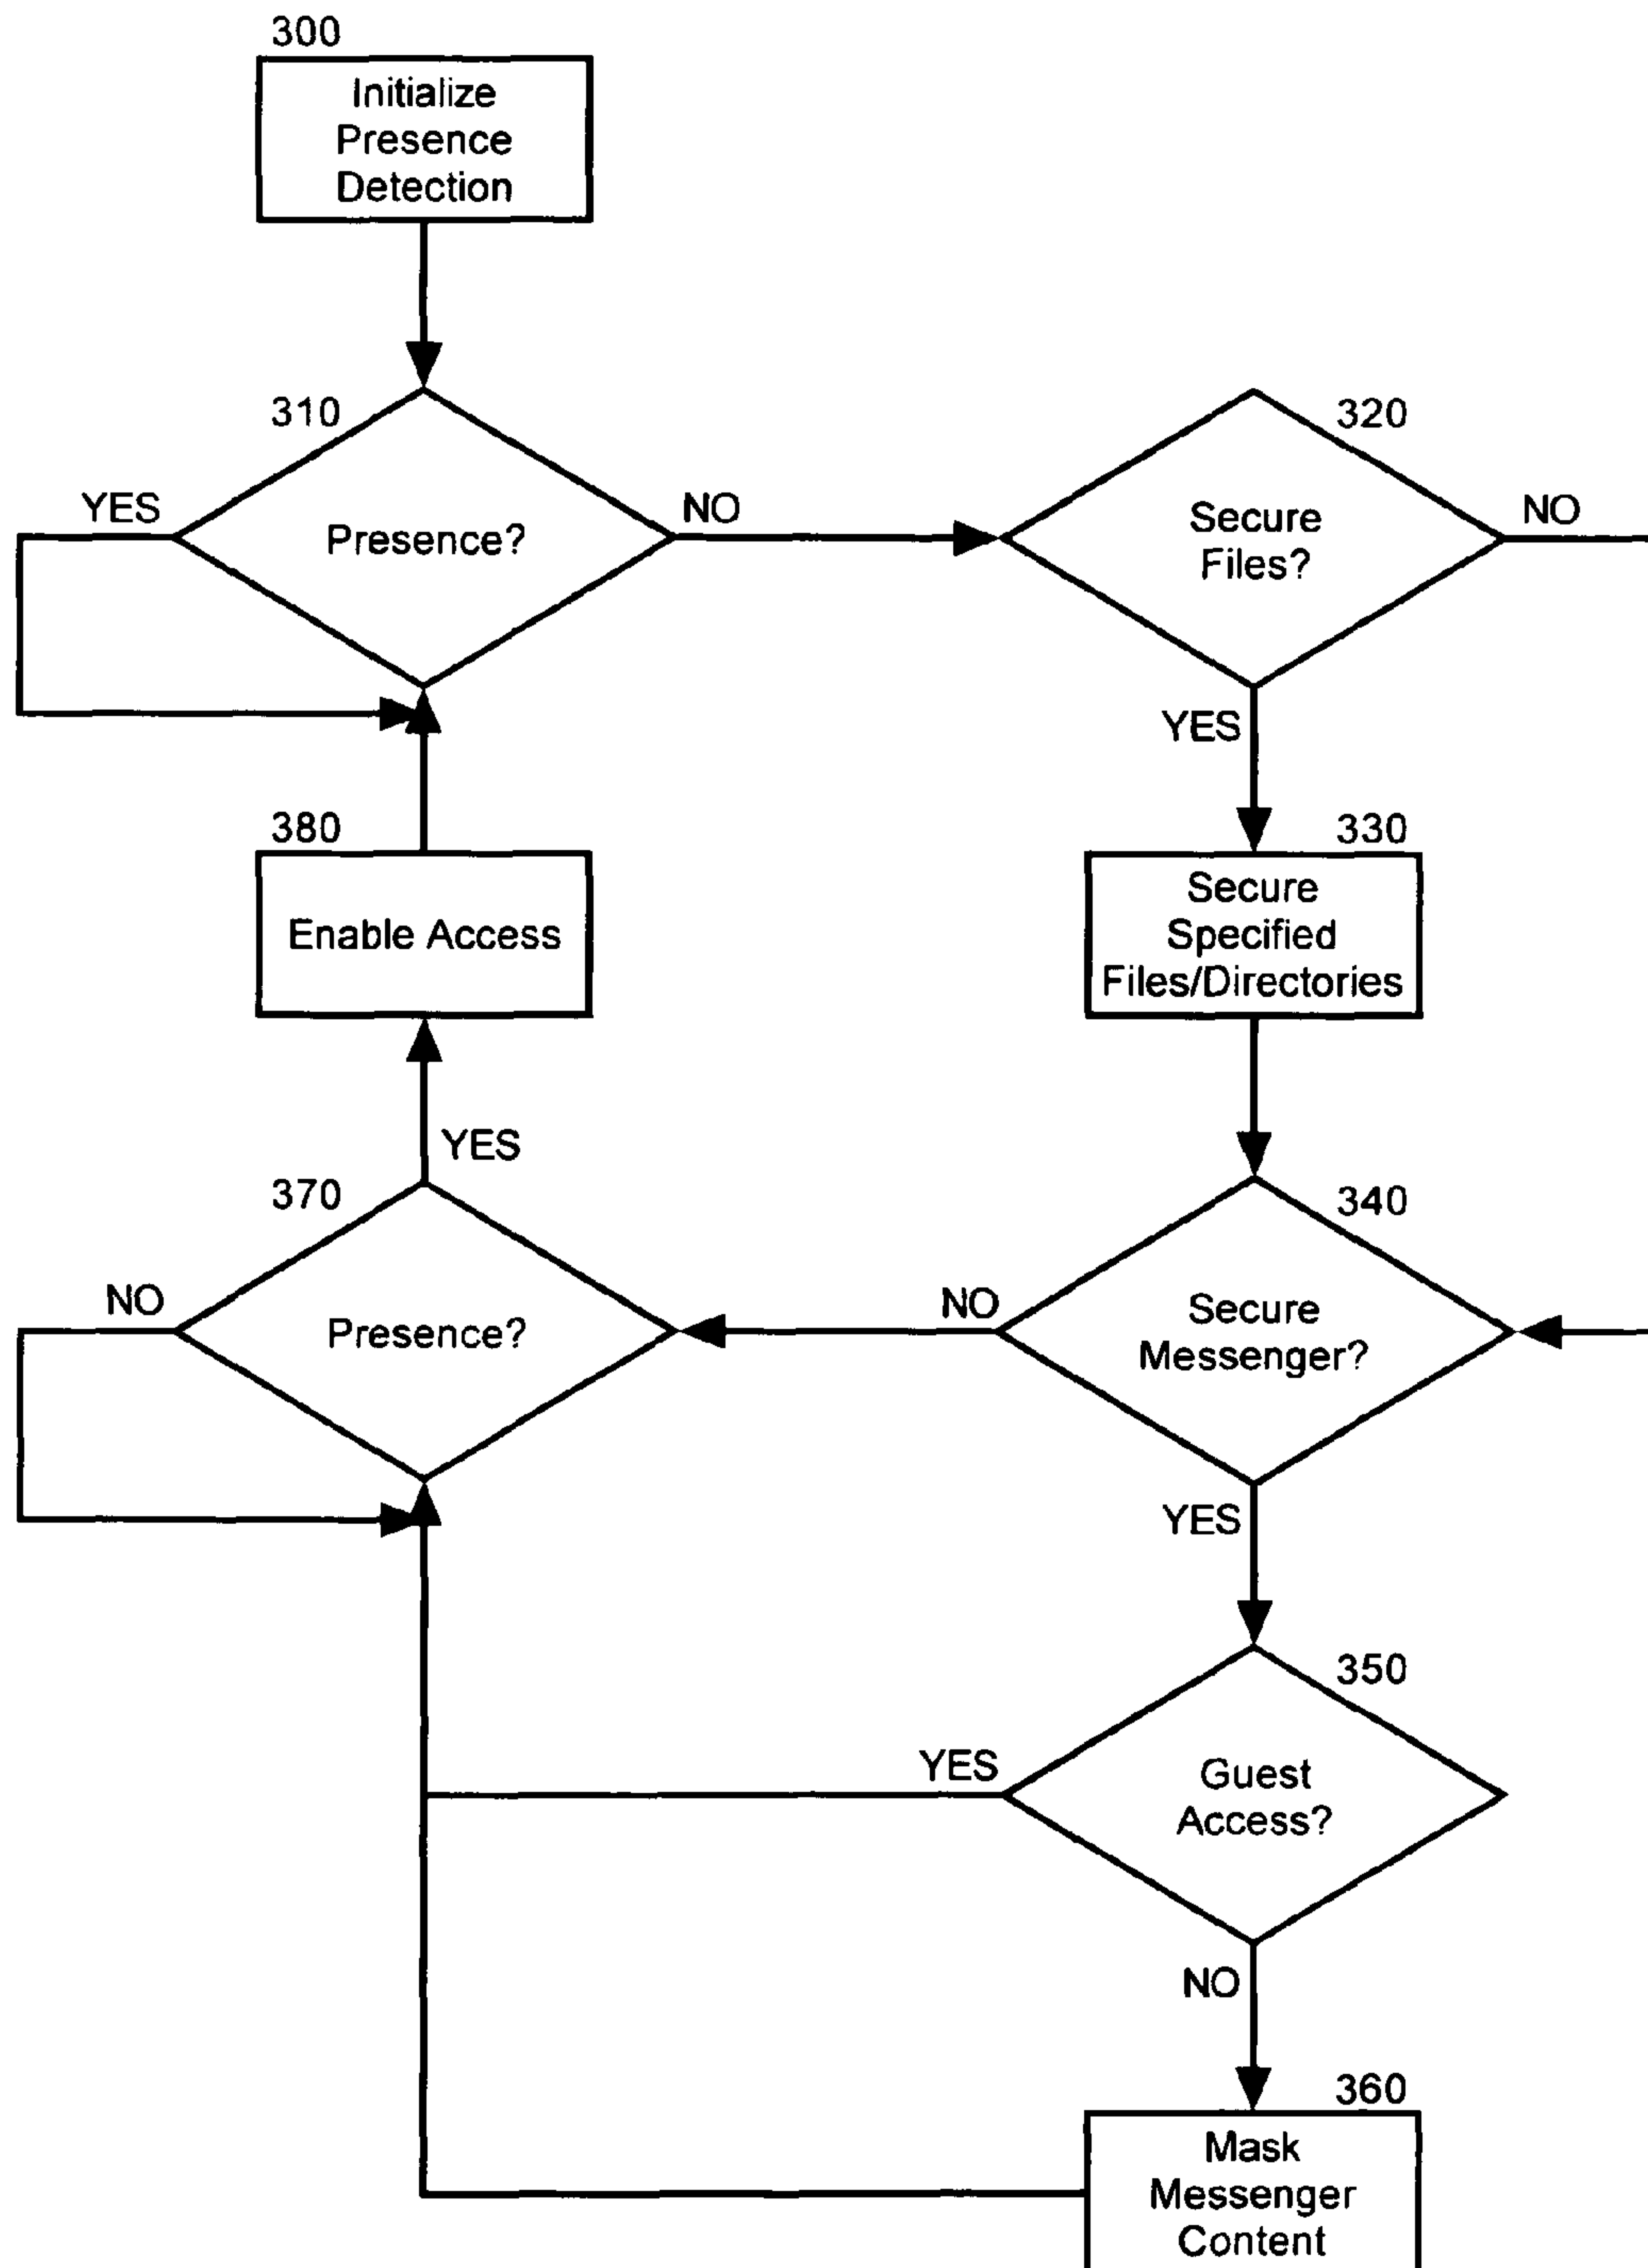 300
Initialize
Presence
Detection
310
Presence?
YES
NO
320
Secure
Files?
NO
YES
330
Secure
Specified
Files/Directories
380
Enable Access
YES
370
Presence?
NO
340
Secure
Messenger?
NO
YES
350
Guest
Access?
YES
NO
360
Mask
Messenger
Content